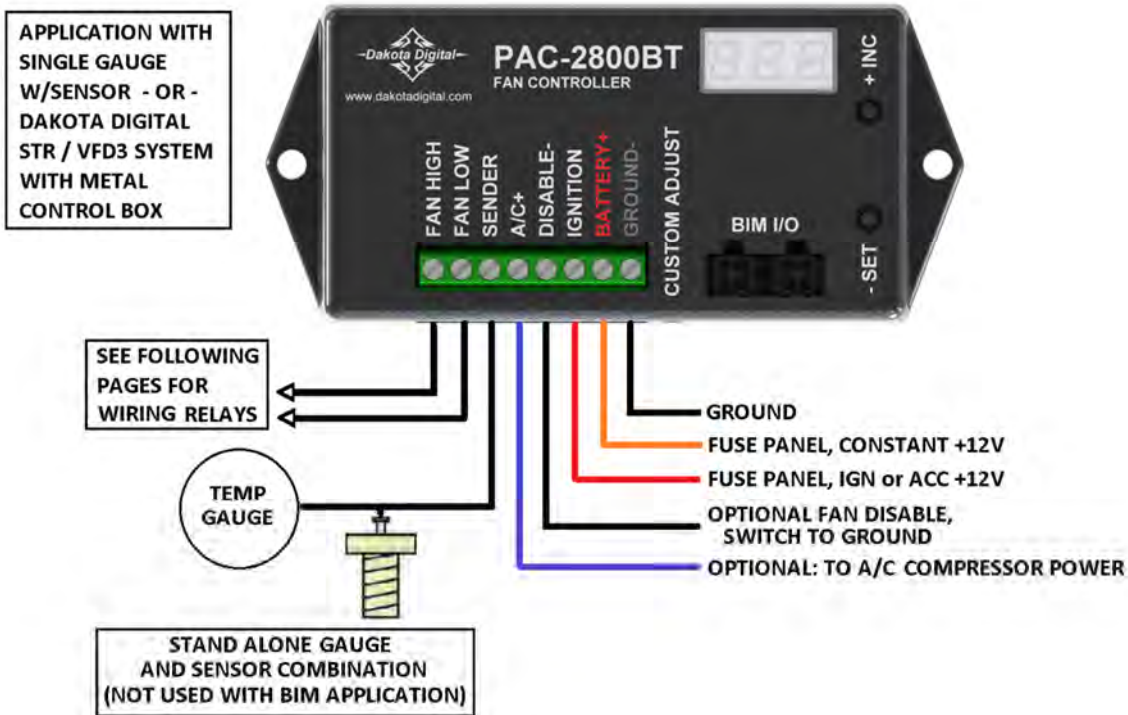 APPLICATION WITH
SINGLE GAUGE
W/SENSOR - OR -
DAKOTA DIGITAL
STR / VFD3 SYSTEM
WITH METAL
CONTROL BOX
Dakota Digital
www.dakotadigital.com
PAC-2800BT
FAN CONTROLLER
+ INC
- SET
FAN HIGH
FAN LOW
SENDER
A/C+
DISABLE-
IGNITION
BATTERY+
GROUND-
CUSTOM ADJUST
BIM I/O
SEE FOLLOWING
PAGES FOR
WIRING RELAYS
TEMP
GAUGE
GROUND
FUSE PANEL, CONSTANT +12V
FUSE PANEL, IGN or ACC +12V
OPTIONAL FAN DISABLE,
SWITCH TO GROUND
OPTIONAL: TO A/C COMPRESSOR POWER
STAND ALONE GAUGE
AND SENSOR COMBINATION
(NOT USED WITH BIM APPLICATION)